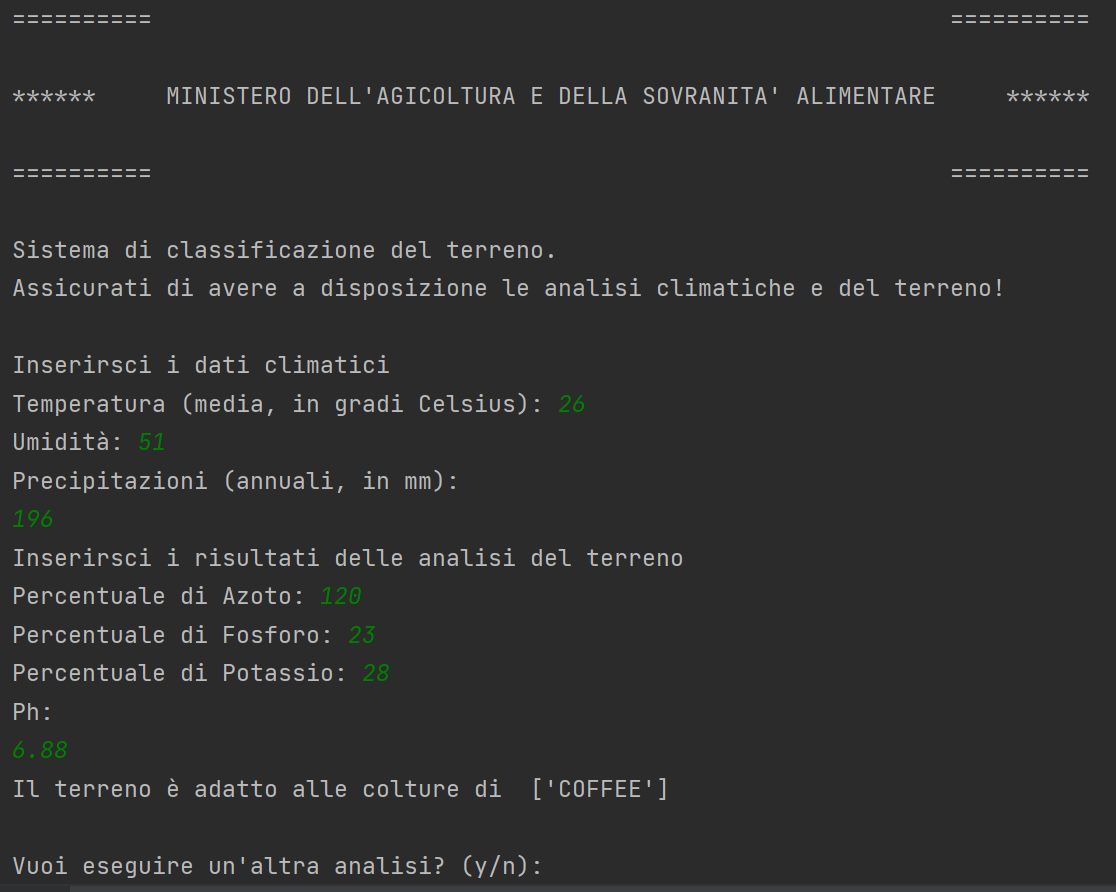 ==========                                                         ==========
******     MINISTERO DELL'AGICOLTURA E DELLA SOVRANITA' ALIMENTARE     ******
==========                                                         ==========
Sistema di classificazione del terreno.
Assicurati di avere a disposizione le analisi climatiche e del terreno!
Inserirsci i dati climatici
Temperatura (media, in gradi Celsius): 26
Umidità: 51
Precipitazioni (annuali, in mm):
196
Inserirsci i risultati delle analisi del terreno
Percentuale di Azoto: 120
Percentuale di Fosforo: 23
Percentuale di Potassio: 28
Ph:
6.88
Il terreno è adatto alle colture di  ['COFFEE']
Vuoi eseguire un'altra analisi? (y/n):